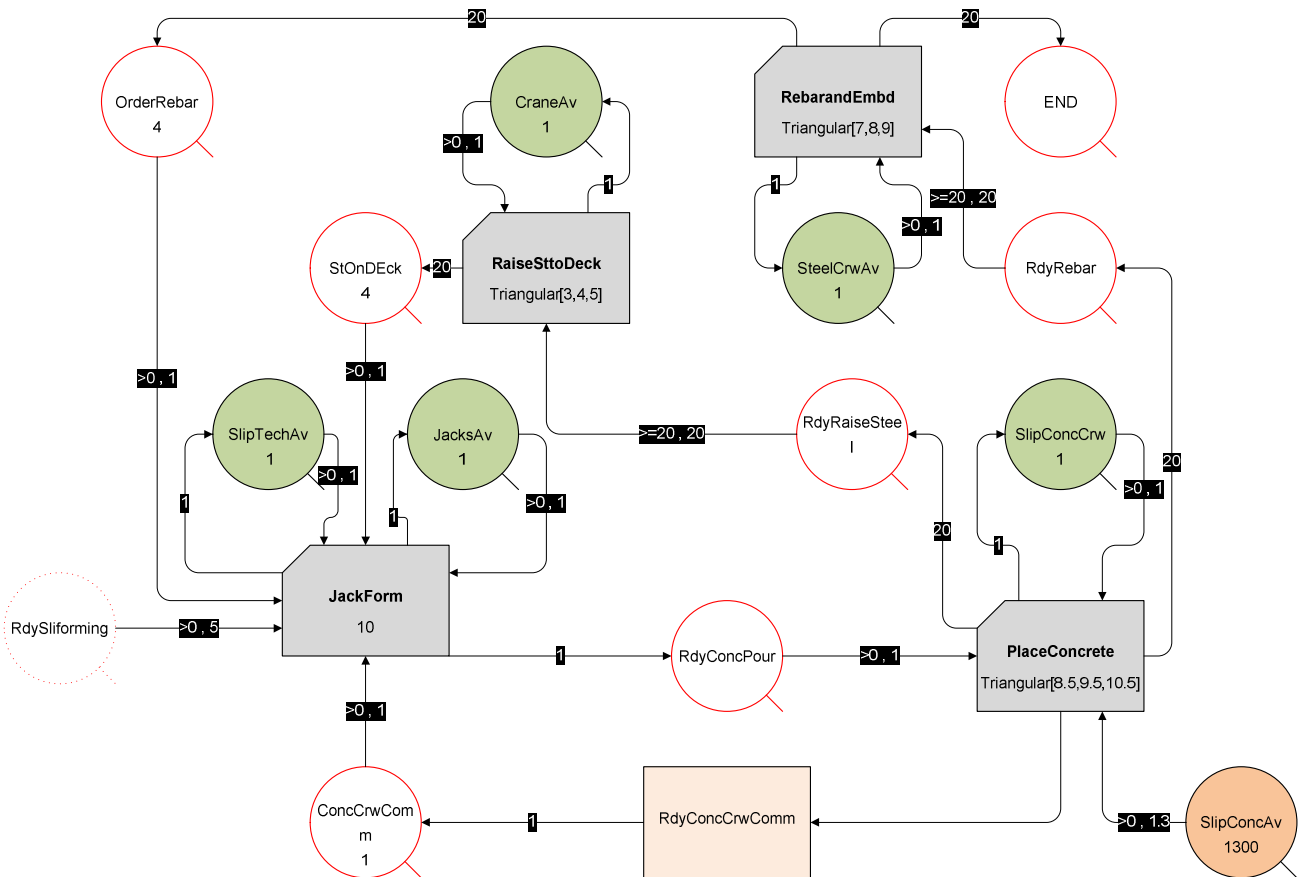 20
20
OrderRebar
4
CraneAv
1
RebarandEmbd
Triangular[7,8,9]
END
>0 , 1
1
1
>=20 , 20
>0 , 1
StOnDEck
4
20
RaiseSttoDeck
Triangular[3,4,5]
SteelCrwAv
1
RdyRebar
>0 , 1
>0 , 1
SlipTechAv
1
JacksAv
1
>=20 , 20
RdyRaiseStee
l
SlipConcCrw
1
20
>0 , 1
>0 , 1
>0 , 1
1
1
20
1
JackForm
10
RdySliforming
>0 , 5
1
RdyConcPour
>0 , 1
PlaceConcrete
Triangular[8.5,9.5,10.5]
>0 , 1
ConcCrwCom
m
1
1
RdyConcCrwComm
>0 , 1.3
SlipConcAv
1300